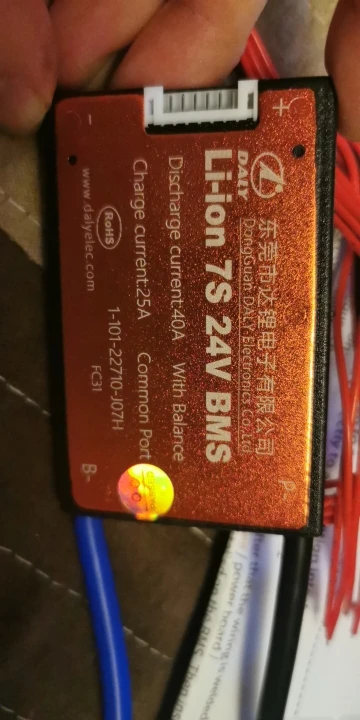 DALY
东莞市达锂电子有限公司
DongGuan DALY Electronics Co.,Ltd
Li-ion 7S 24V BMS
Discharge current:40A With Balance
Charge current:25A Common Port
RoHS
1-101-22710-J07H
www.dalyelec.com
FC31
+
-
P-
B-